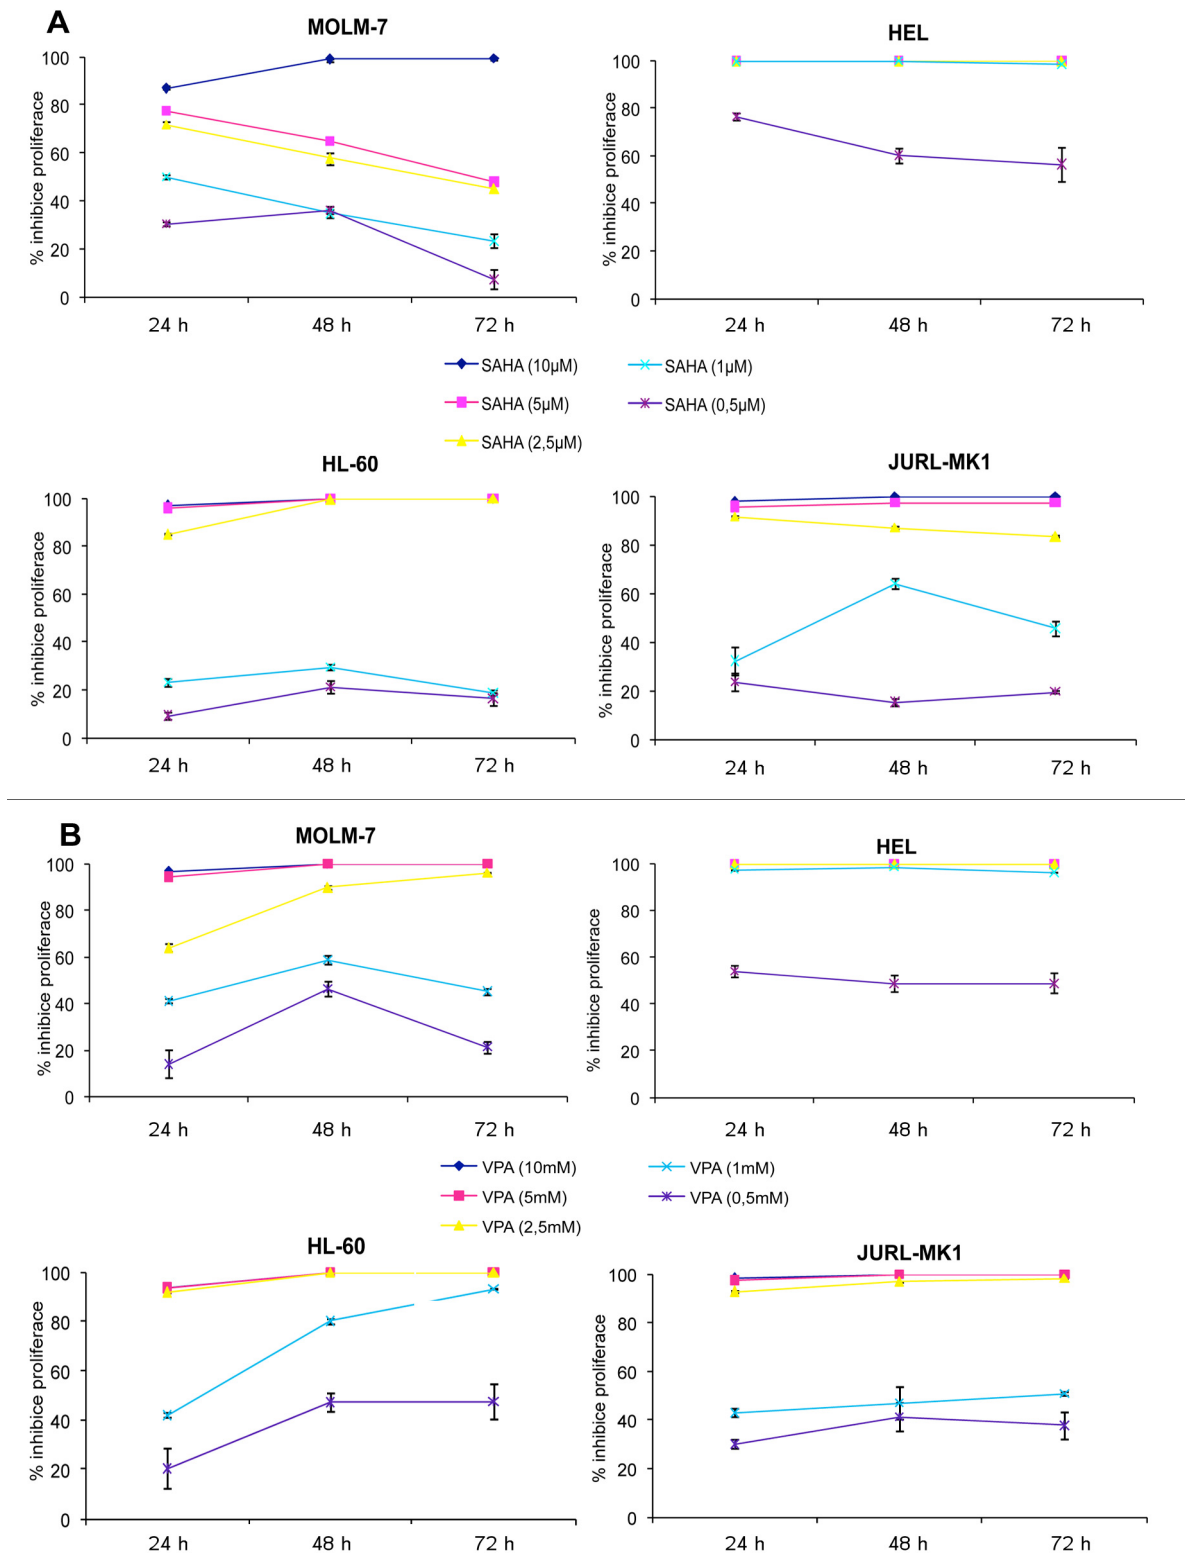 A
MOLM-7
HEL
% inhibice proliferace
100
80
60
40
20
0
24 h
48 h
72 h
% inhibice proliferace
100
80
60
40
20
0
24 h
48 h
72 h
SAHA (10µM)
SAHA (1µM)
SAHA (5µM)
SAHA (0,5µM)
SAHA (2,5µM)
HL-60
JURL-MK1
% inhibice proliferace
100
80
60
40
20
0
24 h
48 h
72 h
% inhibice proliferace
100
80
60
40
20
0
24 h
48 h
72 h
B
MOLM-7
HEL
% inhibice proliferace
100
80
60
40
20
0
24 h
48 h
72 h
% inhibice proliferace
100
80
60
40
20
0
24 h
48 h
72 h
VPA (10mM)
VPA (1mM)
VPA (5mM)
VPA (0,5mM)
VPA (2,5mM)
HL-60
JURL-MK1
% inhibice proliferace
100
80
60
40
20
0
24 h
48 h
72 h
% inhibice proliferace
100
80
60
40
20
0
24 h
48 h
72 h